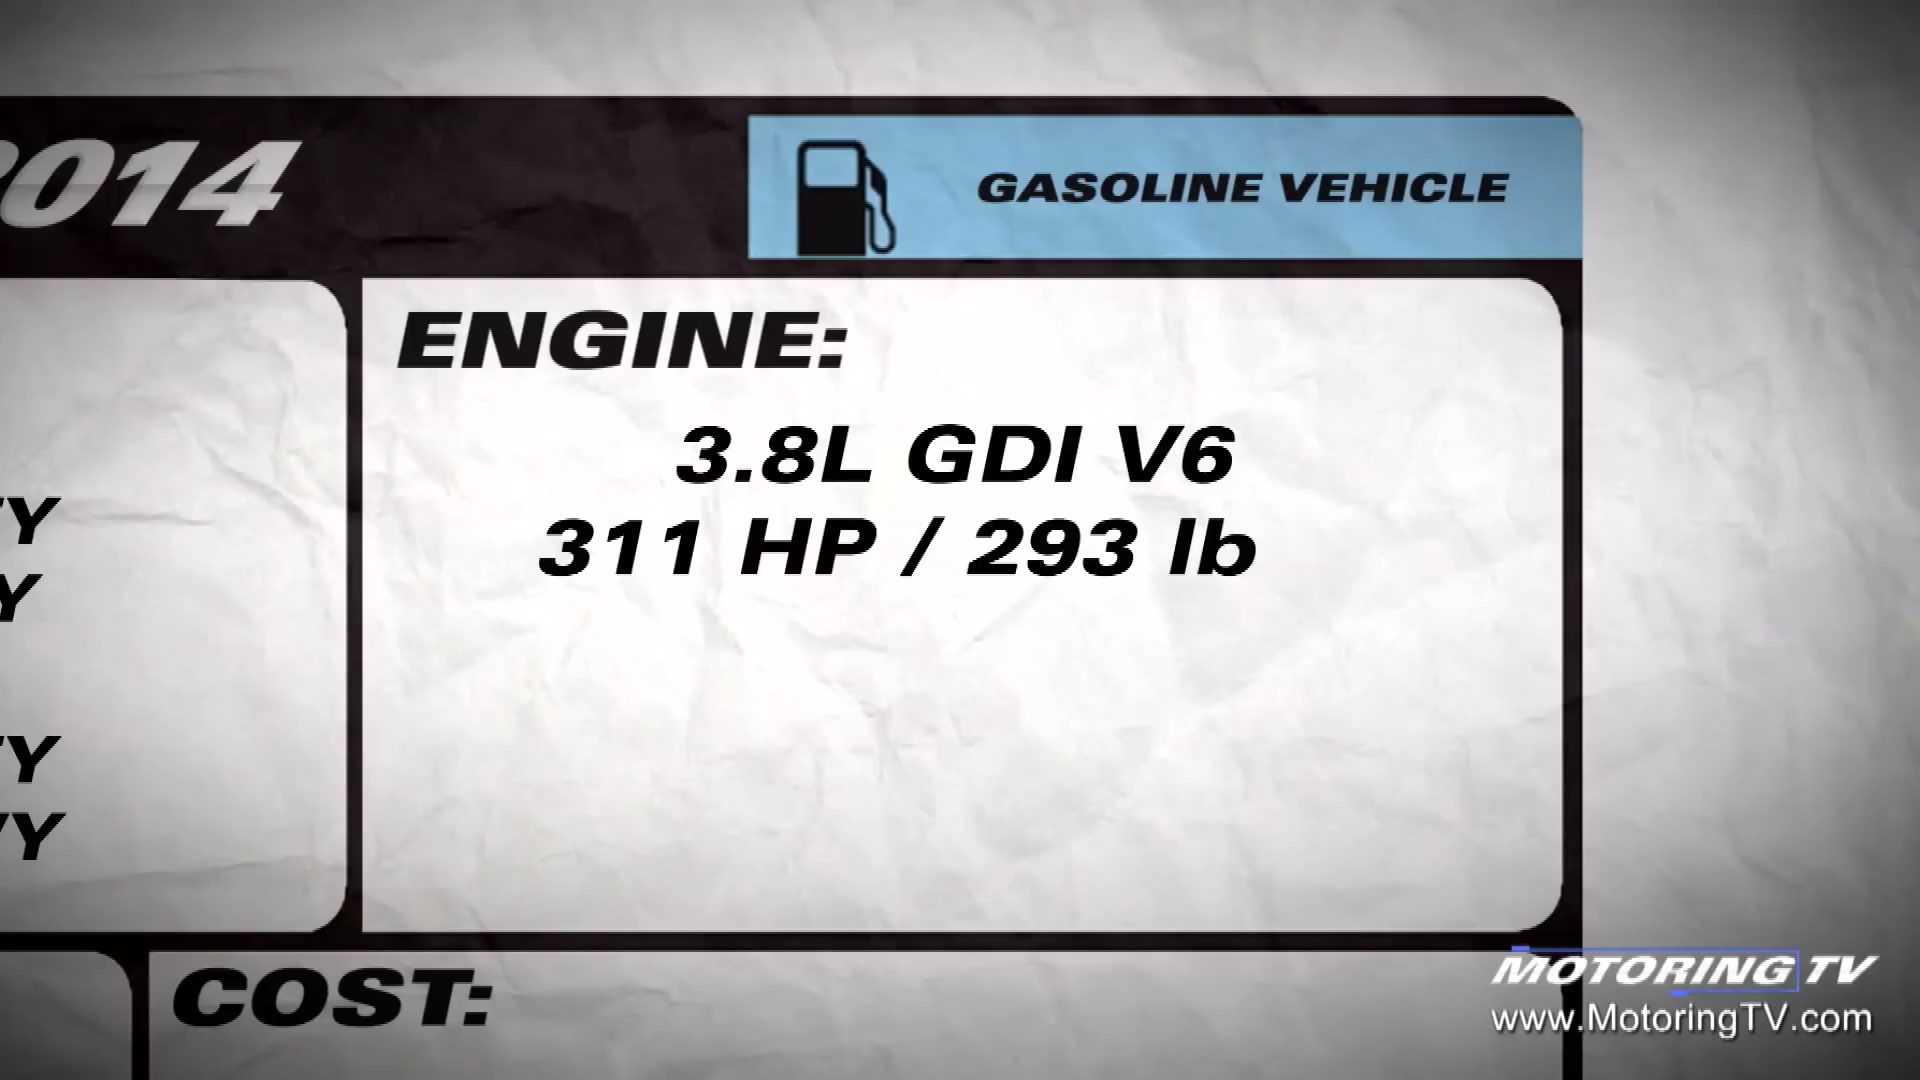 2014
GASOLINE VEHICLE
ENGINE:
3.8L GDI V6
311 HP / 293 lb
COST:
MOTORING TV
www.MotoringTV.com